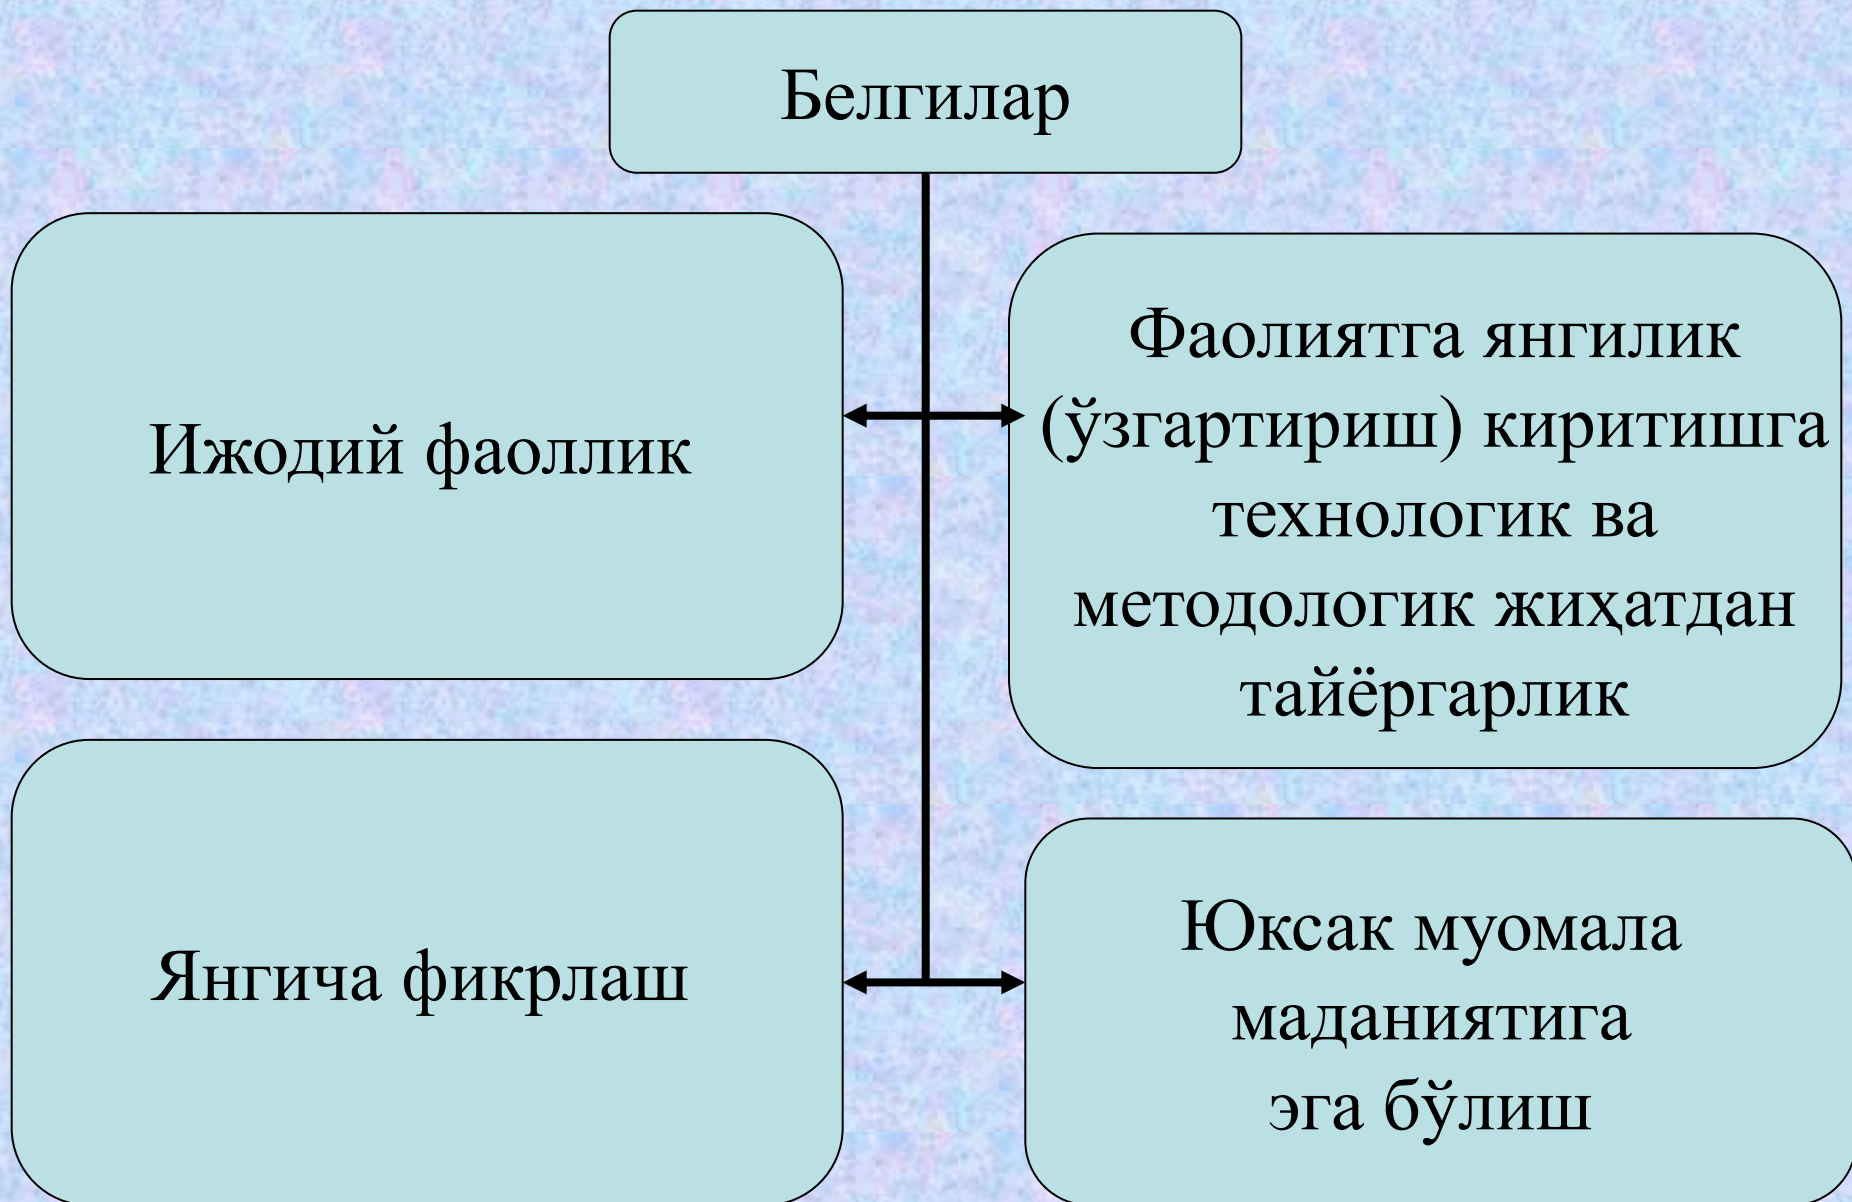 Белгилар
Ижодий фаоллик
Фаолиятга янгилик
(ўзгартириш) киритишга
технологик ва
методологик жиҳатдан
тайёргарлик
Янгича фикрлаш
Юксак муомала
маданиятига
эга бўлиш